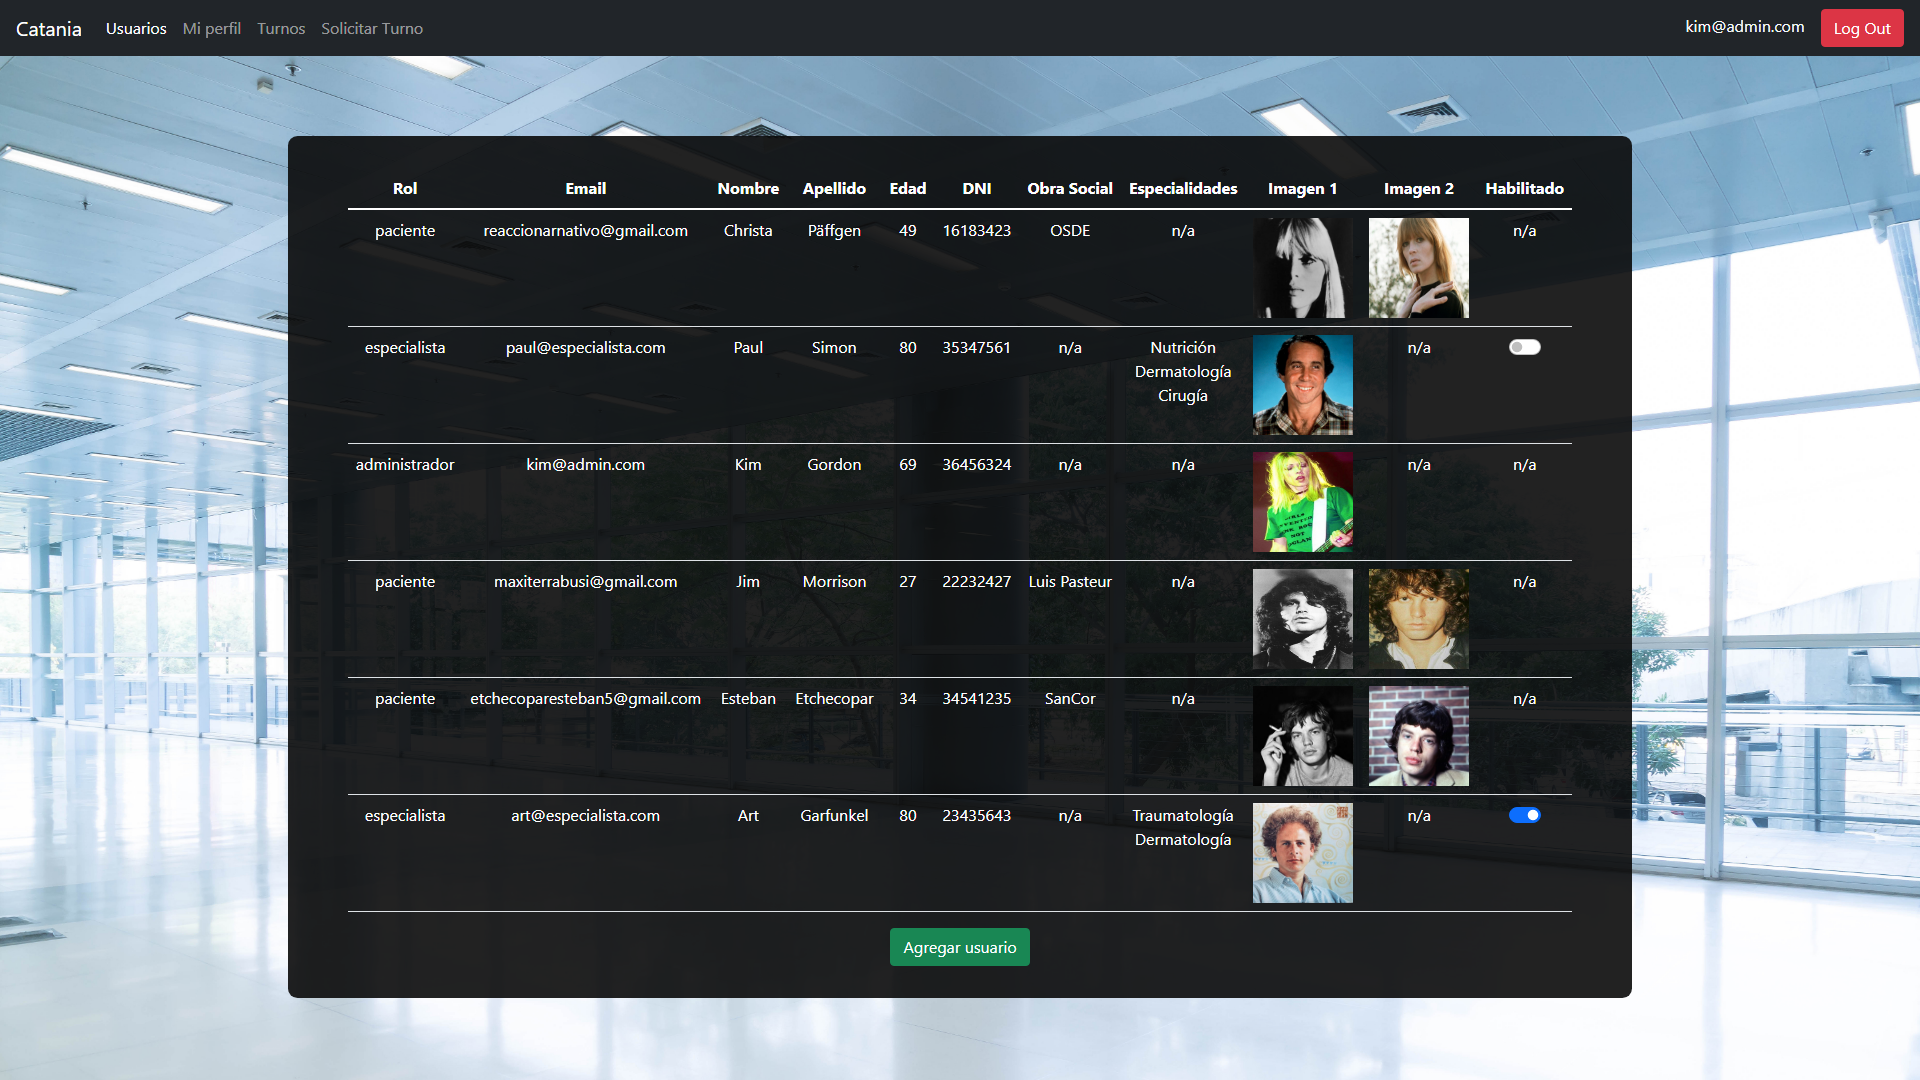 Catania Usuarios Mi perfil Turnos Solicitar Turno kim@admin.com Log Out
Rol Email Nombre Apellido Edad DNI Obra Social Especialidades Imagen 1 Imagen 2 Habilitado
paciente reaccionarnativo@gmail.com Christa Päffgen 49 16183423 OSDE n/a n/a
especialista paul@especialista.com Paul Simon 80 35347561 n/a Nutrición n/a
Dermatología
Cirugía
administrador kim@admin.com Kim Gordon 69 36456324 n/a n/a n/a n/a
paciente maxiterrabusi@gmail.com Jim Morrison 27 22232427 Luis Pasteur n/a n/a
paciente etchecoparesteban5@gmail.com Esteban Etchecopar 34 34541235 SanCor n/a n/a
especialista art@especialista.com Art Garfunkel 80 23435643 n/a Traumatología n/a
Dermatología
Agregar usuario